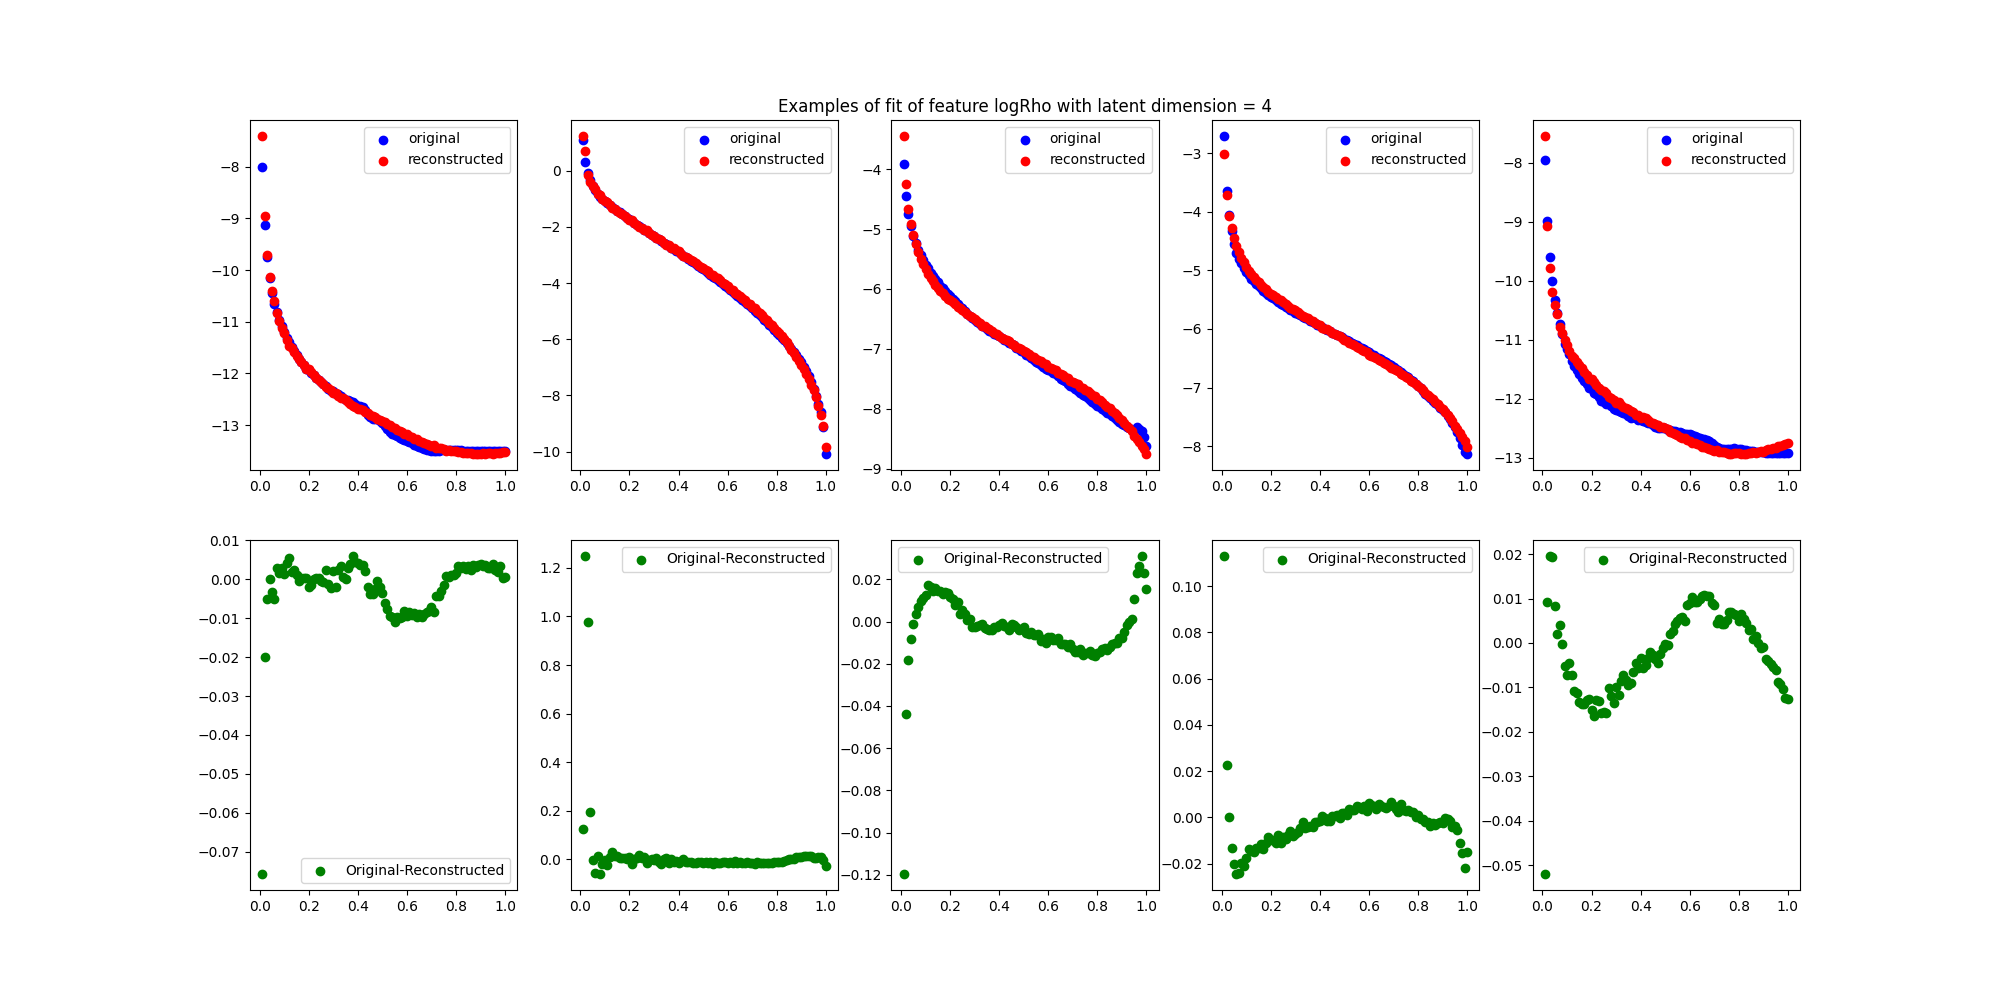 Examples of fit of feature logRho with latent dimension = 4
original
reconstructed
−8
−9
−10
−11
−12
−13
0.0 0.2 0.4 0.6 0.8 1.0
original
reconstructed
0
−2
−4
−6
−8
−10
0.0 0.2 0.4 0.6 0.8 1.0
original
reconstructed
−4
−5
−6
−7
−8
−9
0.0 0.2 0.4 0.6 0.8 1.0
original
reconstructed
−3
−4
−5
−6
−7
−8
0.0 0.2 0.4 0.6 0.8 1.0
original
reconstructed
−8
−9
−10
−11
−12
−13
0.0 0.2 0.4 0.6 0.8 1.0
0.01
0.00
−0.01
−0.02
−0.03
−0.04
−0.05
−0.06
−0.07
Original-Reconstructed
0.0 0.2 0.4 0.6 0.8 1.0
Original-Reconstructed
1.2
1.0
0.8
0.6
0.4
0.2
0.0
0.0 0.2 0.4 0.6 0.8 1.0
Original-Reconstructed
0.02
0.00
−0.02
−0.04
−0.06
−0.08
−0.10
−0.12
0.0 0.2 0.4 0.6 0.8 1.0
Original-Reconstructed
0.10
0.08
0.06
0.04
0.02
0.00
−0.02
0.0 0.2 0.4 0.6 0.8 1.0
Original-Reconstructed
0.02
0.01
0.00
−0.01
−0.02
−0.03
−0.04
−0.05
0.0 0.2 0.4 0.6 0.8 1.0